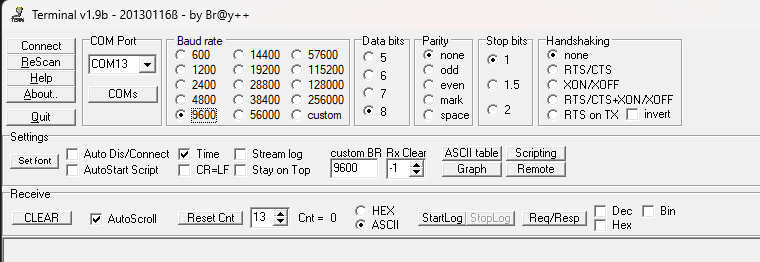 Terminal v1.9b - 20130116ß - by Br@y++
Connect
ReScan
Help
About..
Quit
COM Port
COM13
COMs
Baud rate
600 14400 57600
1200 19200 115200
2400 28800 128000
4800 38400 256000
9600 56000 custom
Data bits
5
6
7
8
Parity
none
odd
even
mark
space
Stop bits
1
1.5
2
Handshaking
none
RTS/CTS
XON/XOFF
RTS/CTS+XON/XOFF
RTS on TX invert
Settings
Set font
Auto Dis/Connect Time Stream log
AutoStart Script CR=LF Stay on Top
custom BR Rx Clear
9600 -1
ASCII table Scripting
Graph Remote
Receive
CLEAR AutoScroll Reset Cnt 13 Cnt = 0
HEX
ASCII
StartLog StopLog Req/Resp
Dec Bin
Hex